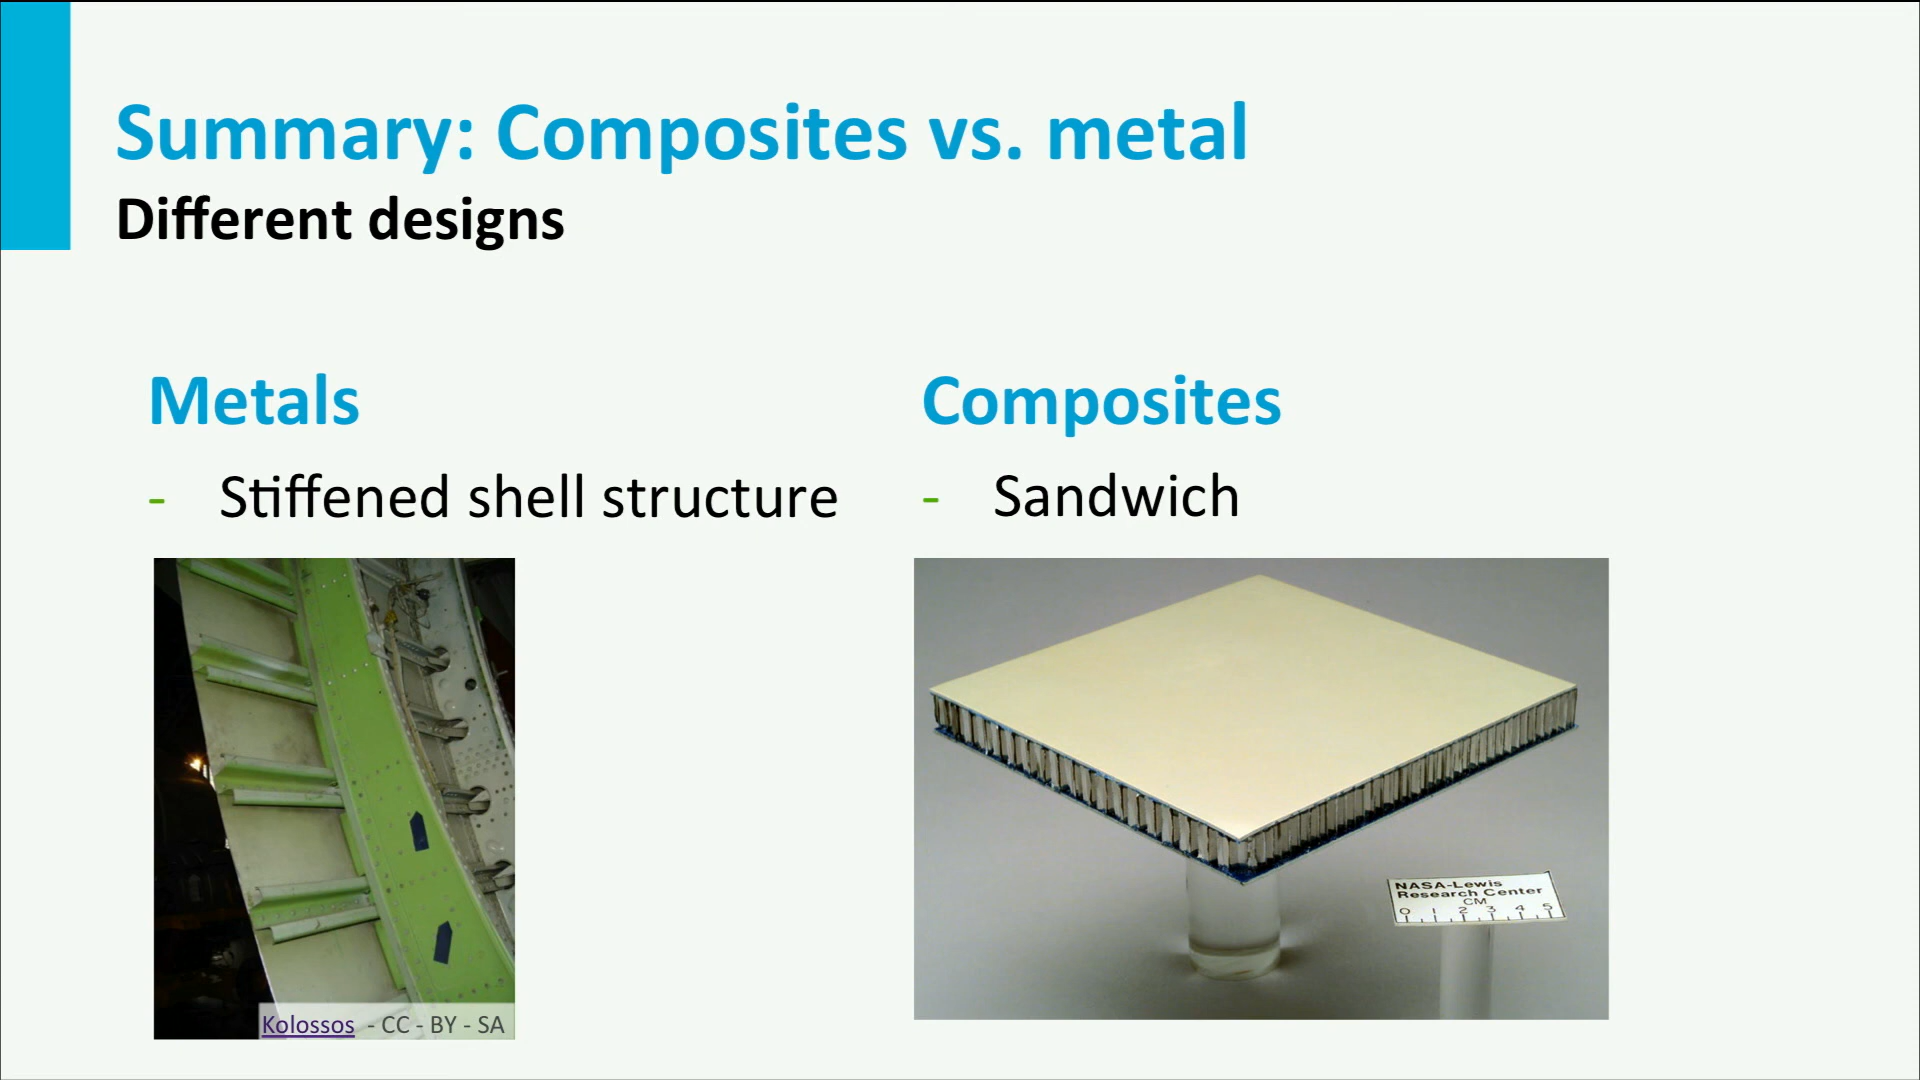 Summary: Composites vs. metal
Different designs
Metals
- Stiffened shell structure
Composites
- Sandwich
Kolossos - CC - BY - SA
NASA-Lewis
Research Center
CM
0 1 2 3 4 5